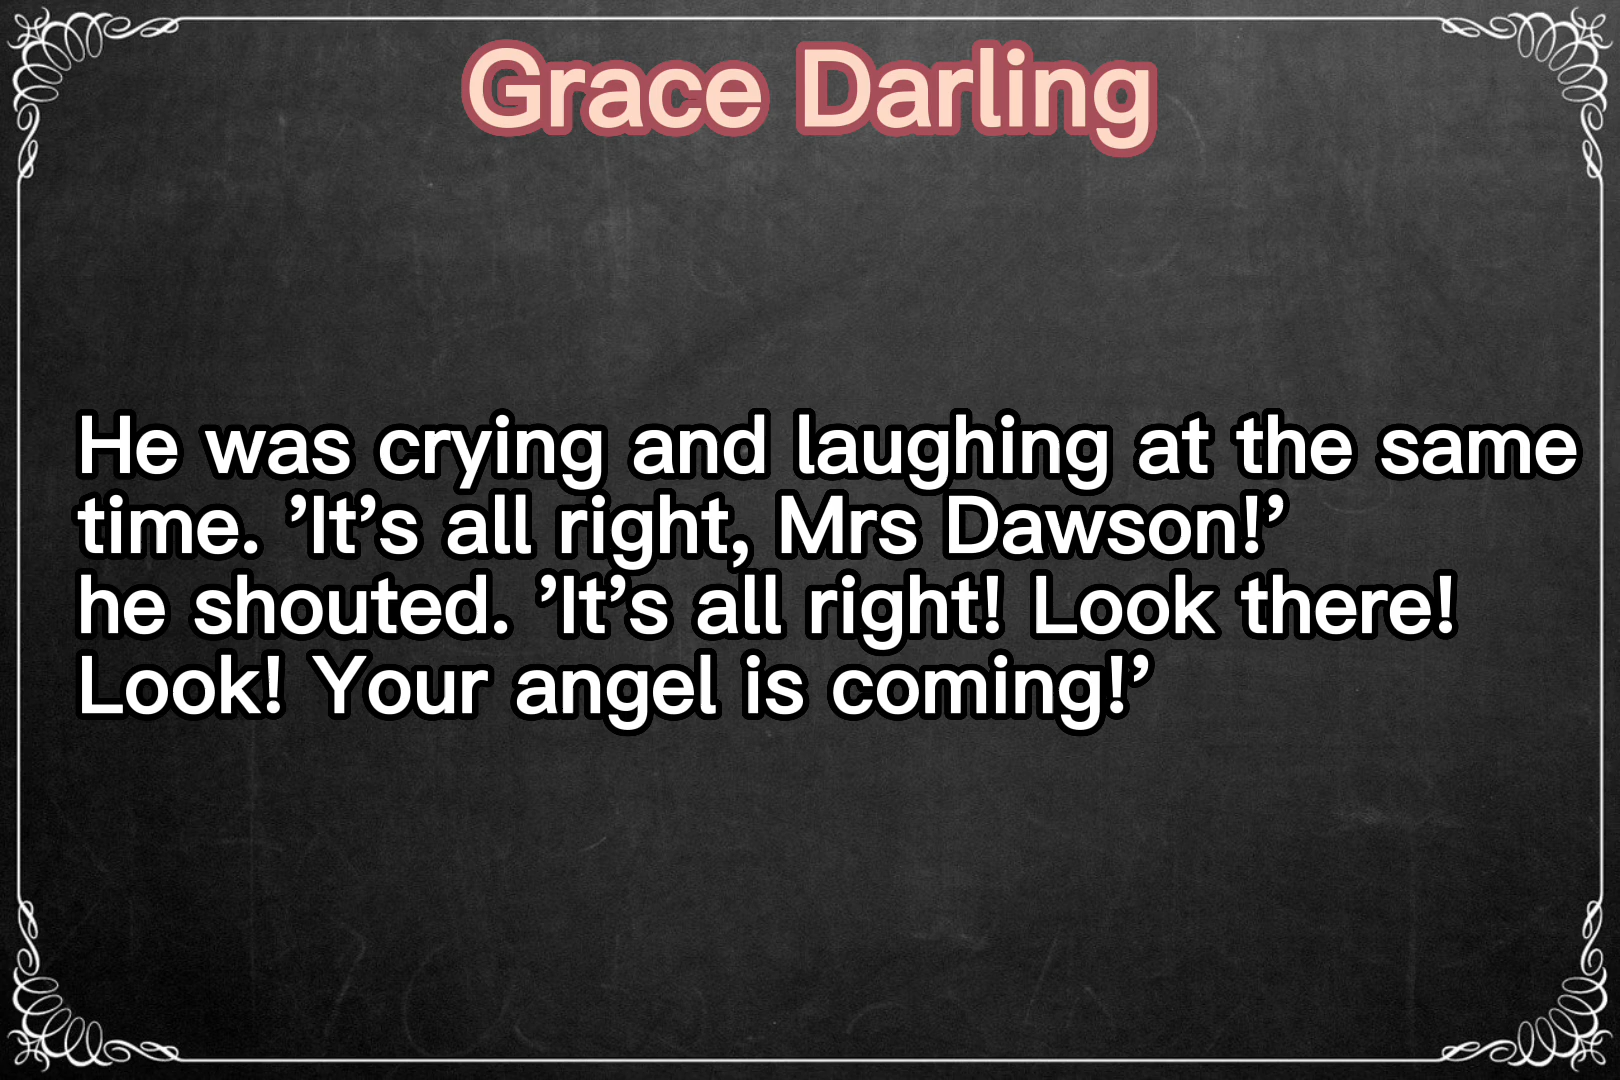 Grace Darling
He was crying and laughing at the same
time. ’It’s all right, Mrs Dawson!’
he shouted. ’It’s all right! Look there!
Look! Your angel is coming!’